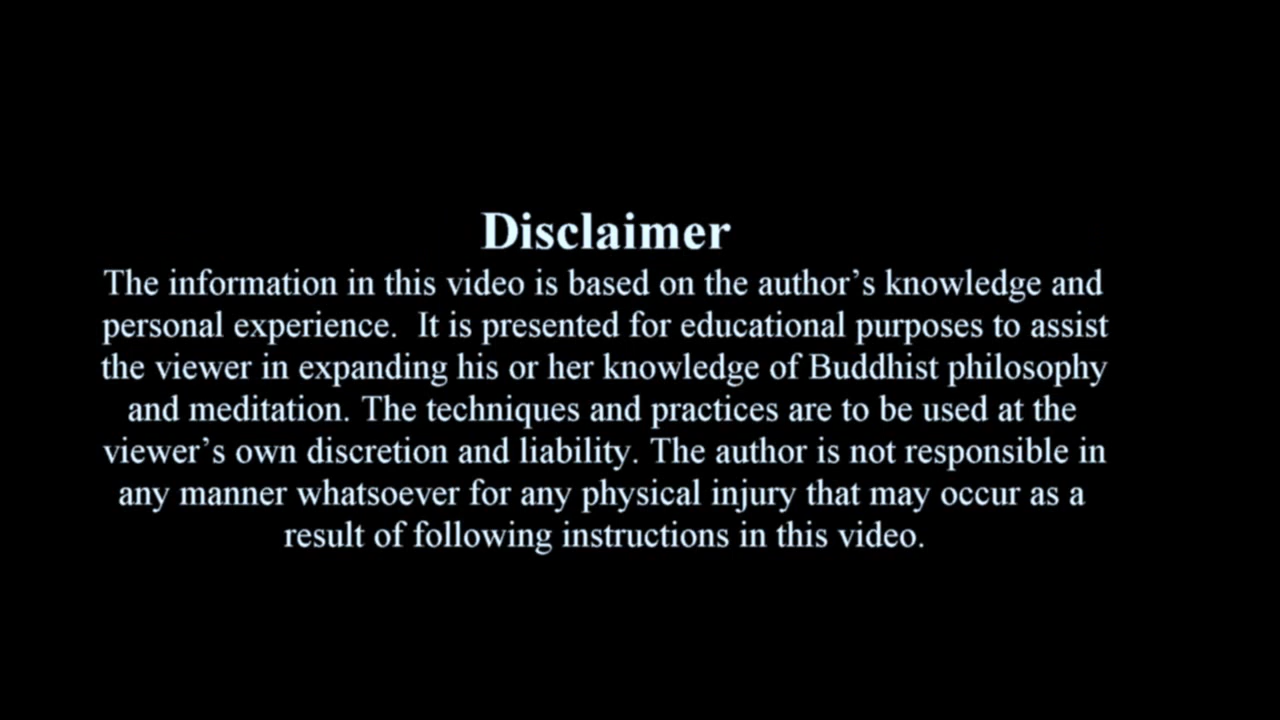 Disclaimer
The information in this video is based on the author’s knowledge and
personal experience.  It is presented for educational purposes to assist
the viewer in expanding his or her knowledge of Buddhist philosophy
and meditation. The techniques and practices are to be used at the
viewer’s own discretion and liability. The author is not responsible in
any manner whatsoever for any physical injury that may occur as a
result of following instructions in this video.